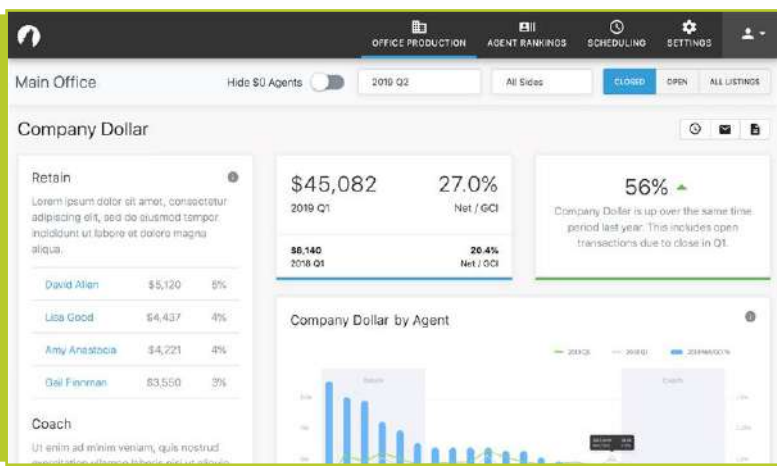 OFFICE PRODUCTION
AGENT RANKINGS
SCHEDULING
SETTINGS
Main Office
Hide $0 Agents
2019 Q2
All Sides
CLOSED
OPEN
ALL LISTINGS
Company Dollar
Retain
Lorem ipsum dolor sit amet, consectetur
adipiscing elit, sed do eiusmod tempor
incididunt ut labore et dolore magna
aliqua.
David Allen $5,120 5%
Lisa Good $4,437 4%
Amy Anastacia $4,221 4%
Gail Fienman $3,550 3%
Coach
Ut enim ad minim veniam, quis nostrud
$45,082 27.0%
2019 Q1 Net / GCI
20.4%
2018 Q1 Net / GCI
56%
Company Dollar is up over the same time
period last year. This includes open
transactions due to close in Q1.
Company Dollar by Agent
Coach